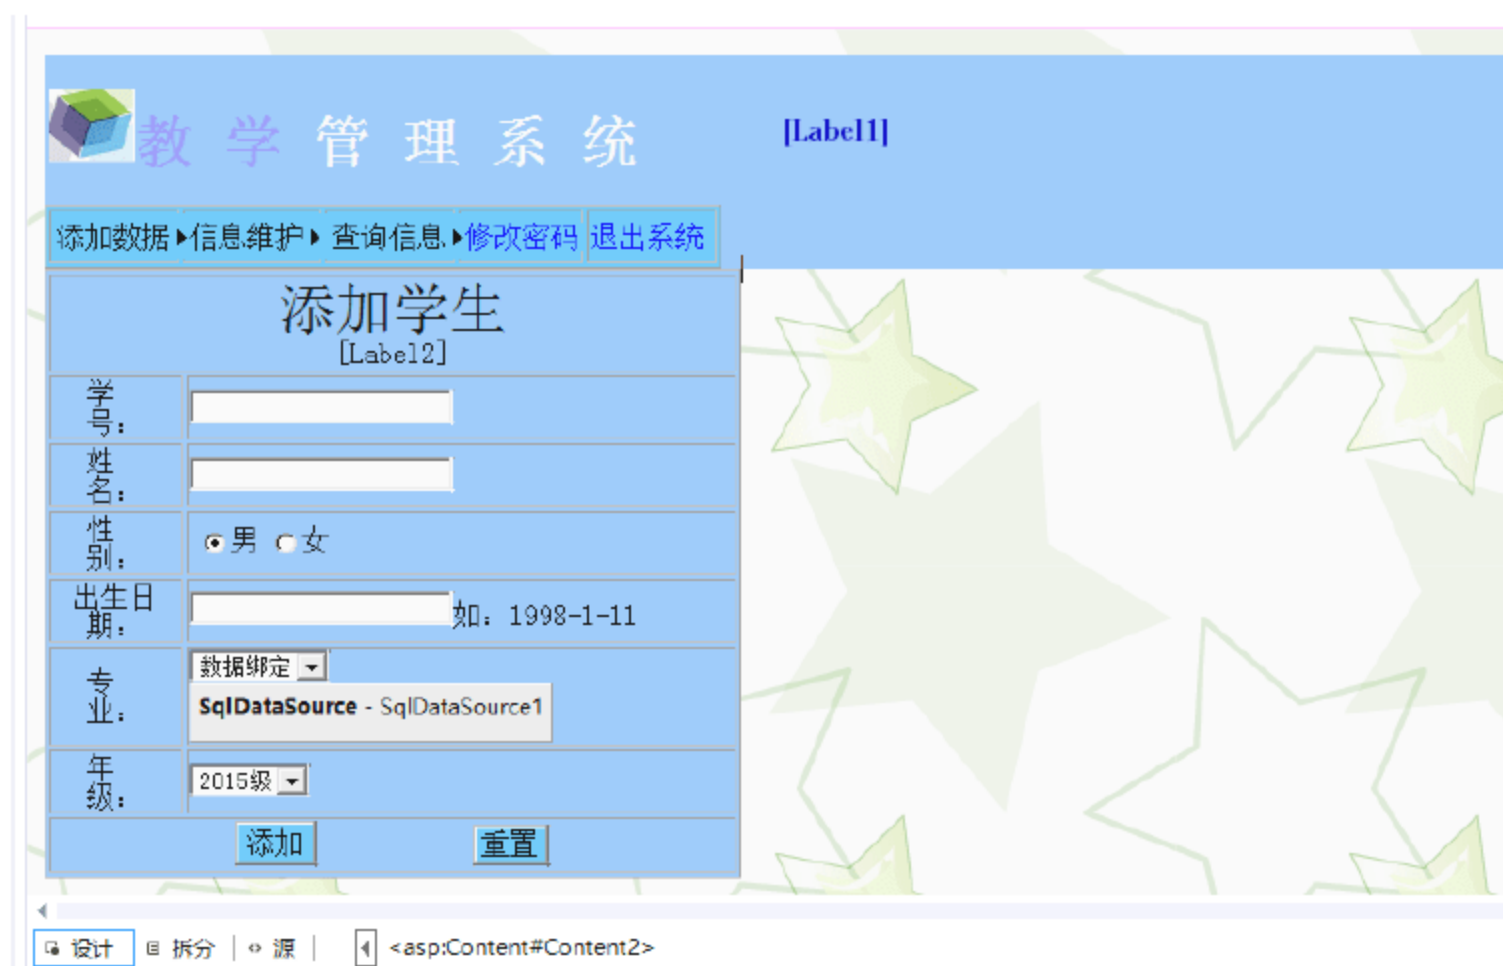 教学管理系统 [Label1]
添加数据 信息维护 查询信息 修改密码 退出系统
添加学生
[Label2]
学
号：
姓
名：
性
别：
男 女
出生日
期：
如：1998-1-11
专
业：
数据绑定
SqlDataSource - SqlDataSource1
年
级：
2015级
添加 重置
设计 拆分 源 <asp:Content#Content2>